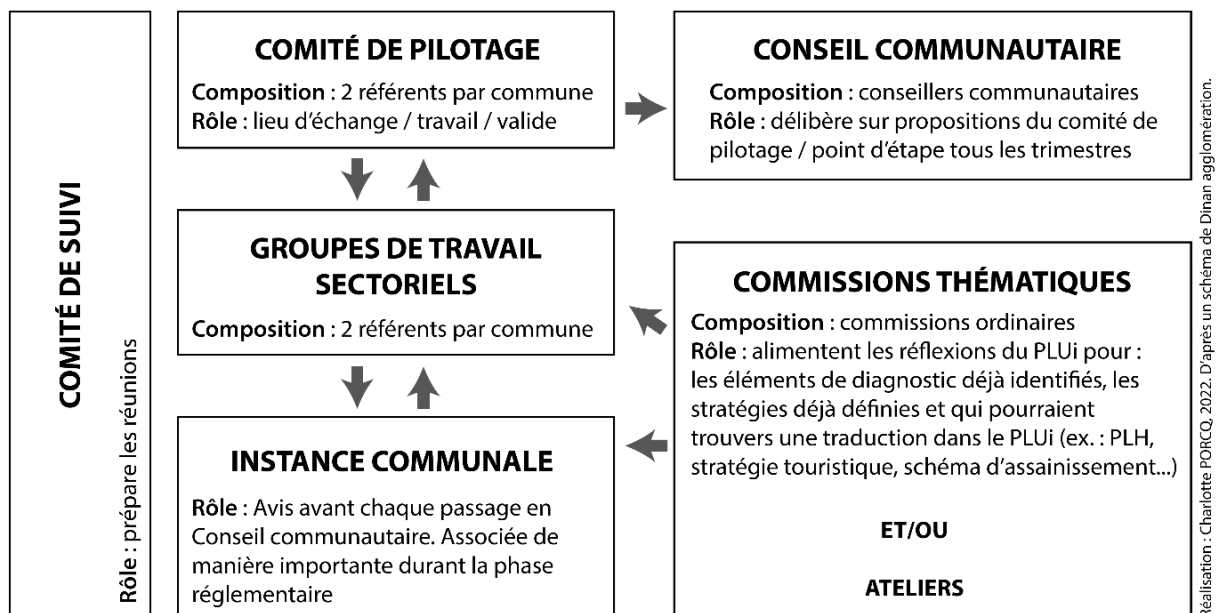 COMITÉ DE SUIVI
Rôle : prépare les réunions
COMITÉ DE PILOTAGE
Composition : 2 référents par commune
Rôle : lieu d'échange / travail / valide
CONSEIL COMMUNAUTAIRE
Composition : conseillers communautaires
Rôle : délibère sur propositions du comité de
pilotage / point d'étape tous les trimestres
GROUPES DE TRAVAIL
SECTORIELS
Composition : 2 référents par commune
COMMISSIONS THÉMATIQUES
Composition : commissions ordinaires
Rôle : alimentent les réflexions du PLUi pour :
les éléments de diagnostic déjà identifiés, les
stratégies déjà définies et qui pourraient
trouvers une traduction dans le PLUi (ex. : PLH,
stratégie touristique, schéma d'assainissement...)
ET/OU
ATELIERS
INSTANCE COMMUNALE
Rôle : Avis avant chaque passage en
Conseil communautaire. Associée de
manière importante durant la phase
réglementaire
Réalisation : Charlotte PORCQ, 2022. D'après un schéma de Dinan agglomération.